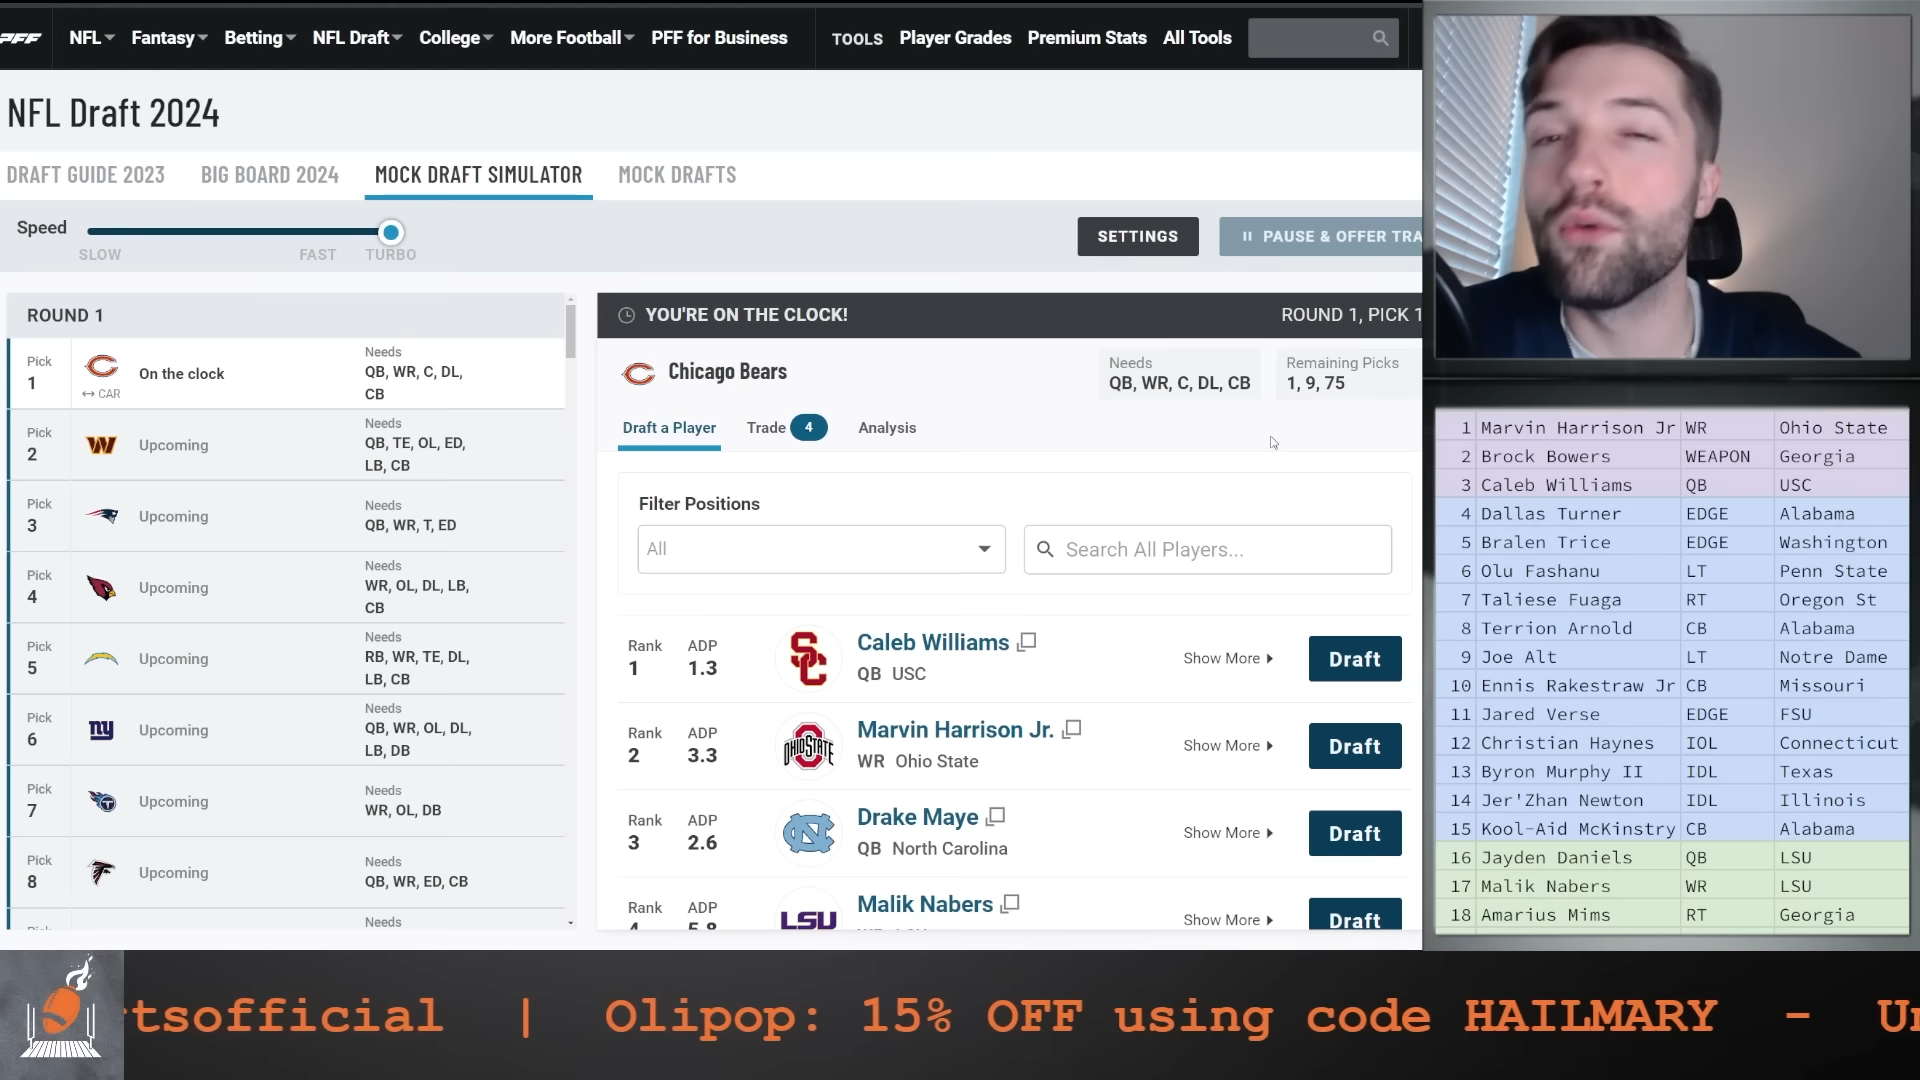 PFF
NFL
Fantasy
Betting
NFL Draft
College
More Football
PFF for Business
TOOLS
Player Grades
Premium Stats
All Tools
NFL Draft 2024
DRAFT GUIDE 2023
BIG BOARD 2024
MOCK DRAFT SIMULATOR
MOCK DRAFTS
Speed
SLOW
FAST
TURBO
SETTINGS
PAUSE & OFFER TRA
ROUND 1
Pick 1
CAR
On the clock
Needs
QB, WR, C, DL,
CB
Pick 2
Upcoming
Needs
QB, TE, OL, ED,
LB, CB
Pick 3
Upcoming
Needs
QB, WR, T, ED
Pick 4
Upcoming
Needs
WR, OL, DL, LB,
CB
Pick 5
Upcoming
Needs
RB, WR, TE, DL,
LB, CB
Pick 6
ny
Upcoming
Needs
QB, WR, OL, DL,
LB, DB
Pick 7
Upcoming
Needs
WR, OL, DB
Pick 8
Upcoming
Needs
QB, WR, ED, CB
Needs
YOU'RE ON THE CLOCK!
ROUND 1, PICK 1
Chicago Bears
Needs
QB, WR, C, DL, CB
Remaining Picks
1, 9, 75
Draft a Player
Trade 4
Analysis
Filter Positions
All
Search All Players...
Rank 1
ADP 1.3
SC
Caleb Williams
QB USC
Show More
Draft
Rank 2
ADP 3.3
OHIO STATE
Marvin Harrison Jr.
WR Ohio State
Show More
Draft
Rank 3
ADP 2.6
NC
Drake Maye
QB North Carolina
Show More
Draft
Rank 4
ADP 5.8
LSU
Malik Nabers
Show More
Draft
1 Marvin Harrison Jr WR Ohio State
2 Brock Bowers WEAPON Georgia
3 Caleb Williams QB USC
4 Dallas Turner EDGE Alabama
5 Bralen Trice EDGE Washington
6 Olu Fashanu LT Penn State
7 Taliese Fuaga RT Oregon St
8 Terrion Arnold CB Alabama
9 Joe Alt LT Notre Dame
10 Ennis Rakestraw Jr CB Missouri
11 Jared Verse EDGE FSU
12 Christian Haynes IOL Connecticut
13 Byron Murphy II IDL Texas
14 Jer'Zhan Newton IDL Illinois
15 Kool-Aid McKinstry CB Alabama
16 Jayden Daniels QB LSU
17 Malik Nabers WR LSU
18 Amarius Mims RT Georgia
tsofficial | Olipop: 15% OFF using code HAILMARY - Un